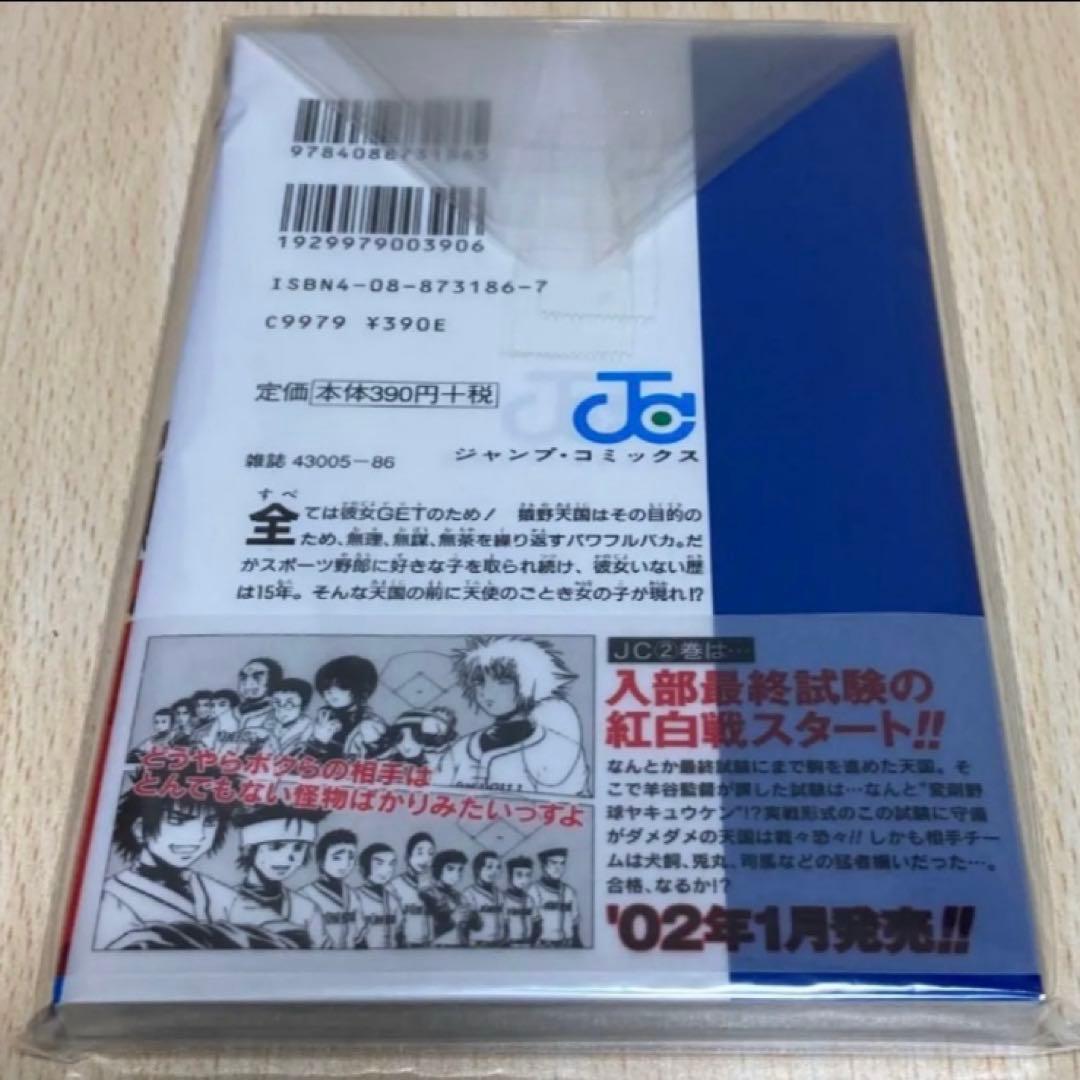 9784088731865
1929979003906
ISBN4-08-873186-7
C9979 ¥390E
定価 本体390円+税
JC
ジャンプ・コミックス
雑誌 43005-86
すべ
全ては彼女GETのため! 猿野天国はその目的の
ため、無理、無謀、無茶を繰り返すパワフルバカ。だ
がスポーツ野郎に好きな子を取られ続け、彼女いない歴
は15年。そんな天国の前に天使のごとき女の子が現れ!?
どうやらボクらの相手は
とんでもない怪物ばかりみたいっすよ
JC②巻は…
入部最終試験の
紅白戦スタート!!
なんとか最終試験にまで駒を進めた天国。そ
こで羊谷監督が課した試験は…なんと"変則野
球ヤキュウケン"!?実戦形式のこの試験に守備
がダメダメの天国は戦々恐々!! しかも相手チー
ムは犬飼、兎丸、司馬などの猛者揃いだった…。
合格、なるか!?
'02年1月発売!!